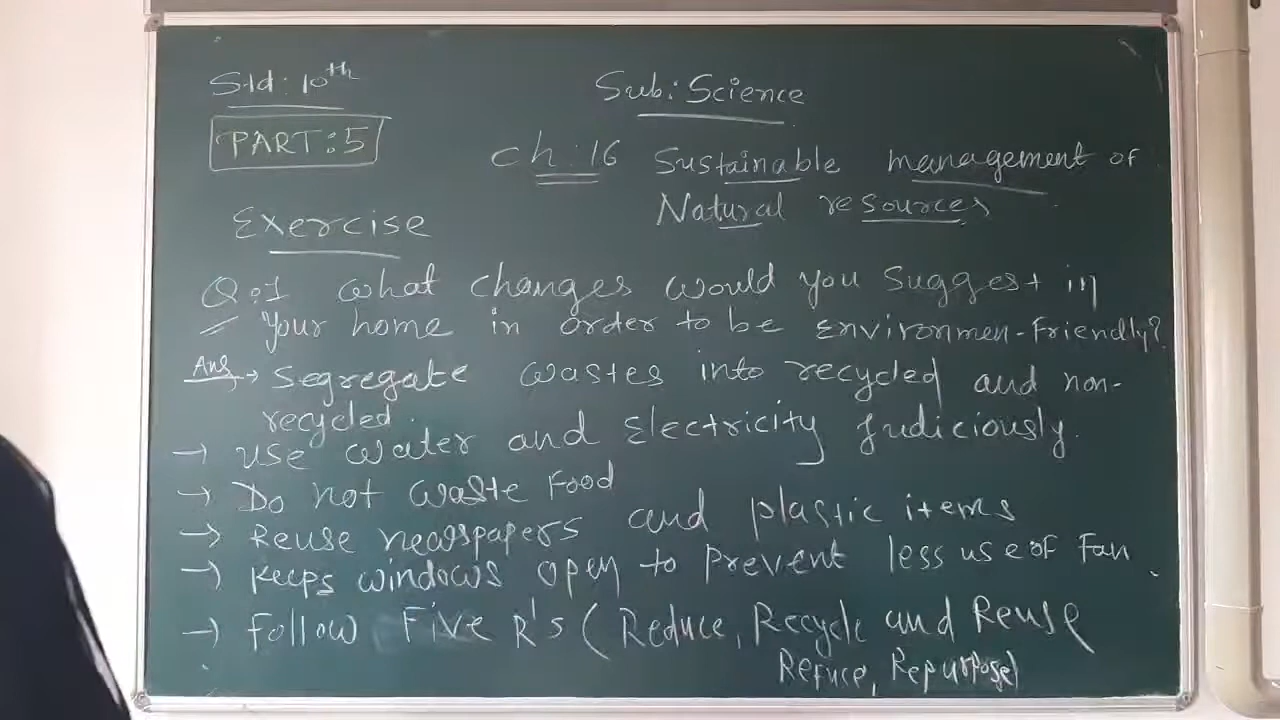 Std: 10th
Sub: Science
PART:5
Ch:16 Sustainable management of
Natural resources
Exercise
Q:1 What changes would you suggest in
your home in order to be Environmen-Friendly?
Ans → Segregate wastes into recycled and non-
recycled.
→ Use water and Electricity Judiciously.
→ Do not waste Food
→ Reuse newspapers and plastic items
→ Keeps windows open to prevent less use of Fan.
→ Follow Five R's (Reduce, Recycle and Reuse
Refuse, Repurpose)